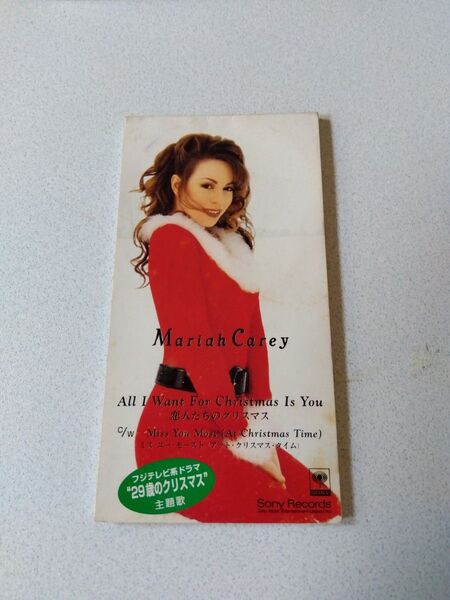 Mariah Carey
All I Want For Christmas Is You
恋人たちのクリスマス
c/w Miss You Most (At Christmas Time)
フジテレビ系ドラマ
“29歳のクリスマス”
主題歌
SONY
Sony Records